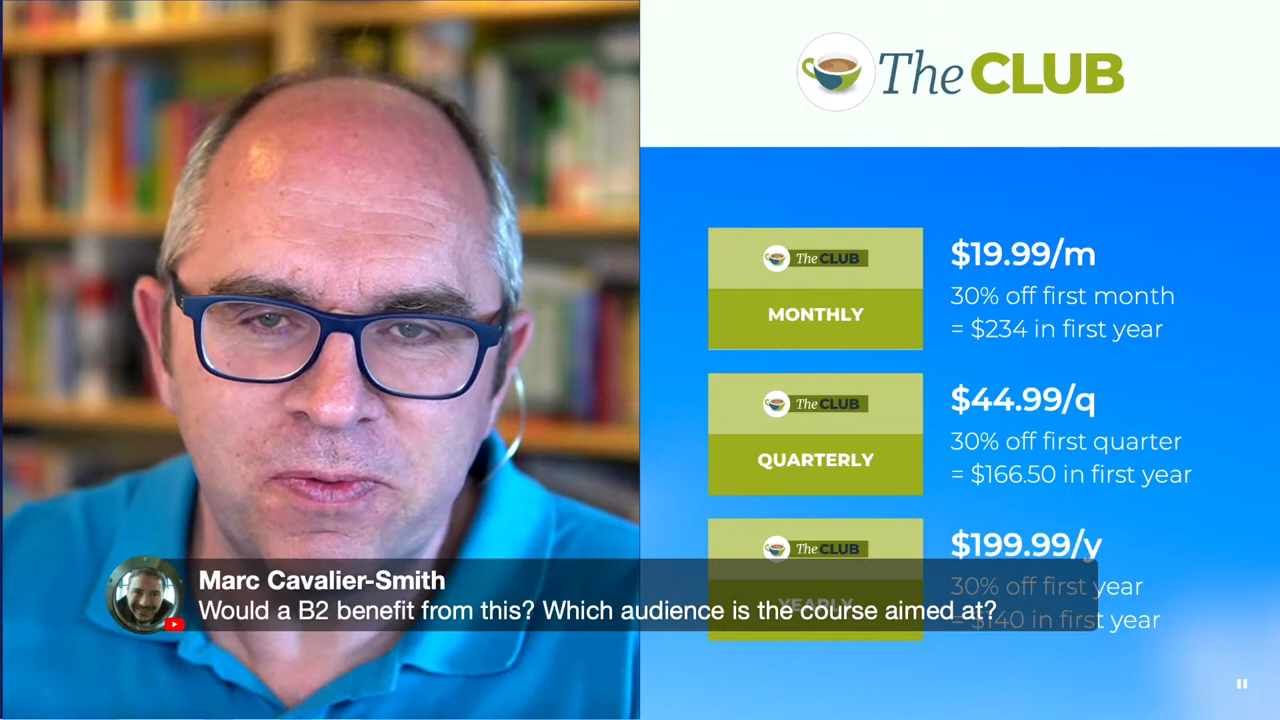 The CLUB
The CLUB
MONTHLY
$19.99/m
30% off first month
= $234 in first year
The CLUB
QUARTERLY
$44.99/q
30% off first quarter
= $166.50 in first year
The CLUB
YEARLY
$199.99/y
30% off first year
= $140 in first year
Marc Cavalier-Smith
Would a B2 benefit from this? Which audience is the course aimed at?